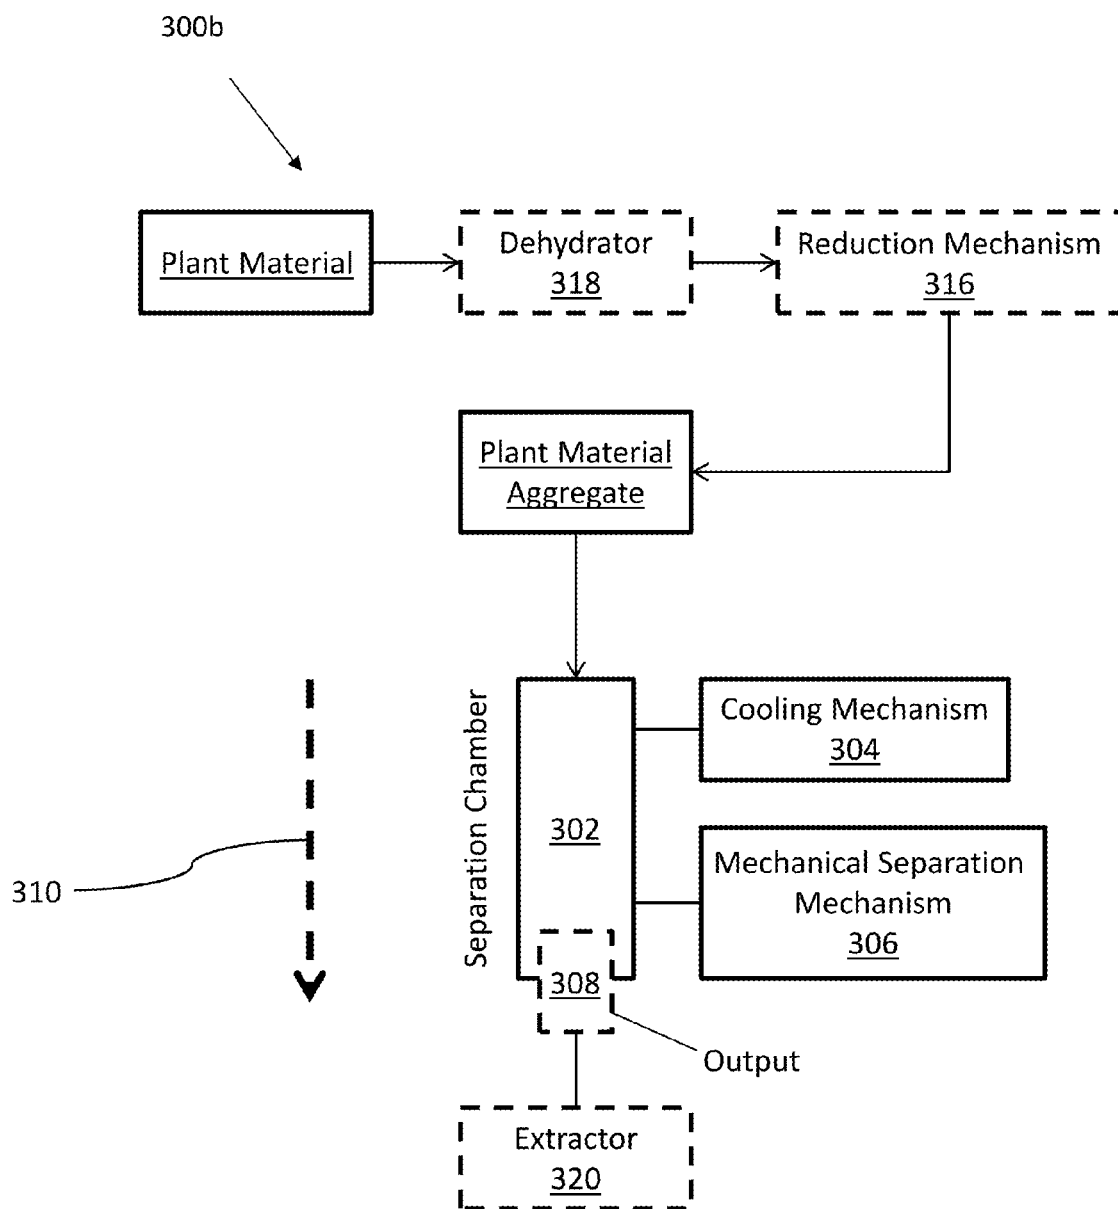 300b
Plant Material
Dehydrator
318
Reduction Mechanism
316
Plant Material
Aggregate
Separation Chamber
302
Cooling Mechanism
304
Mechanical Separation
Mechanism
306
310
308
Output
Extractor
320